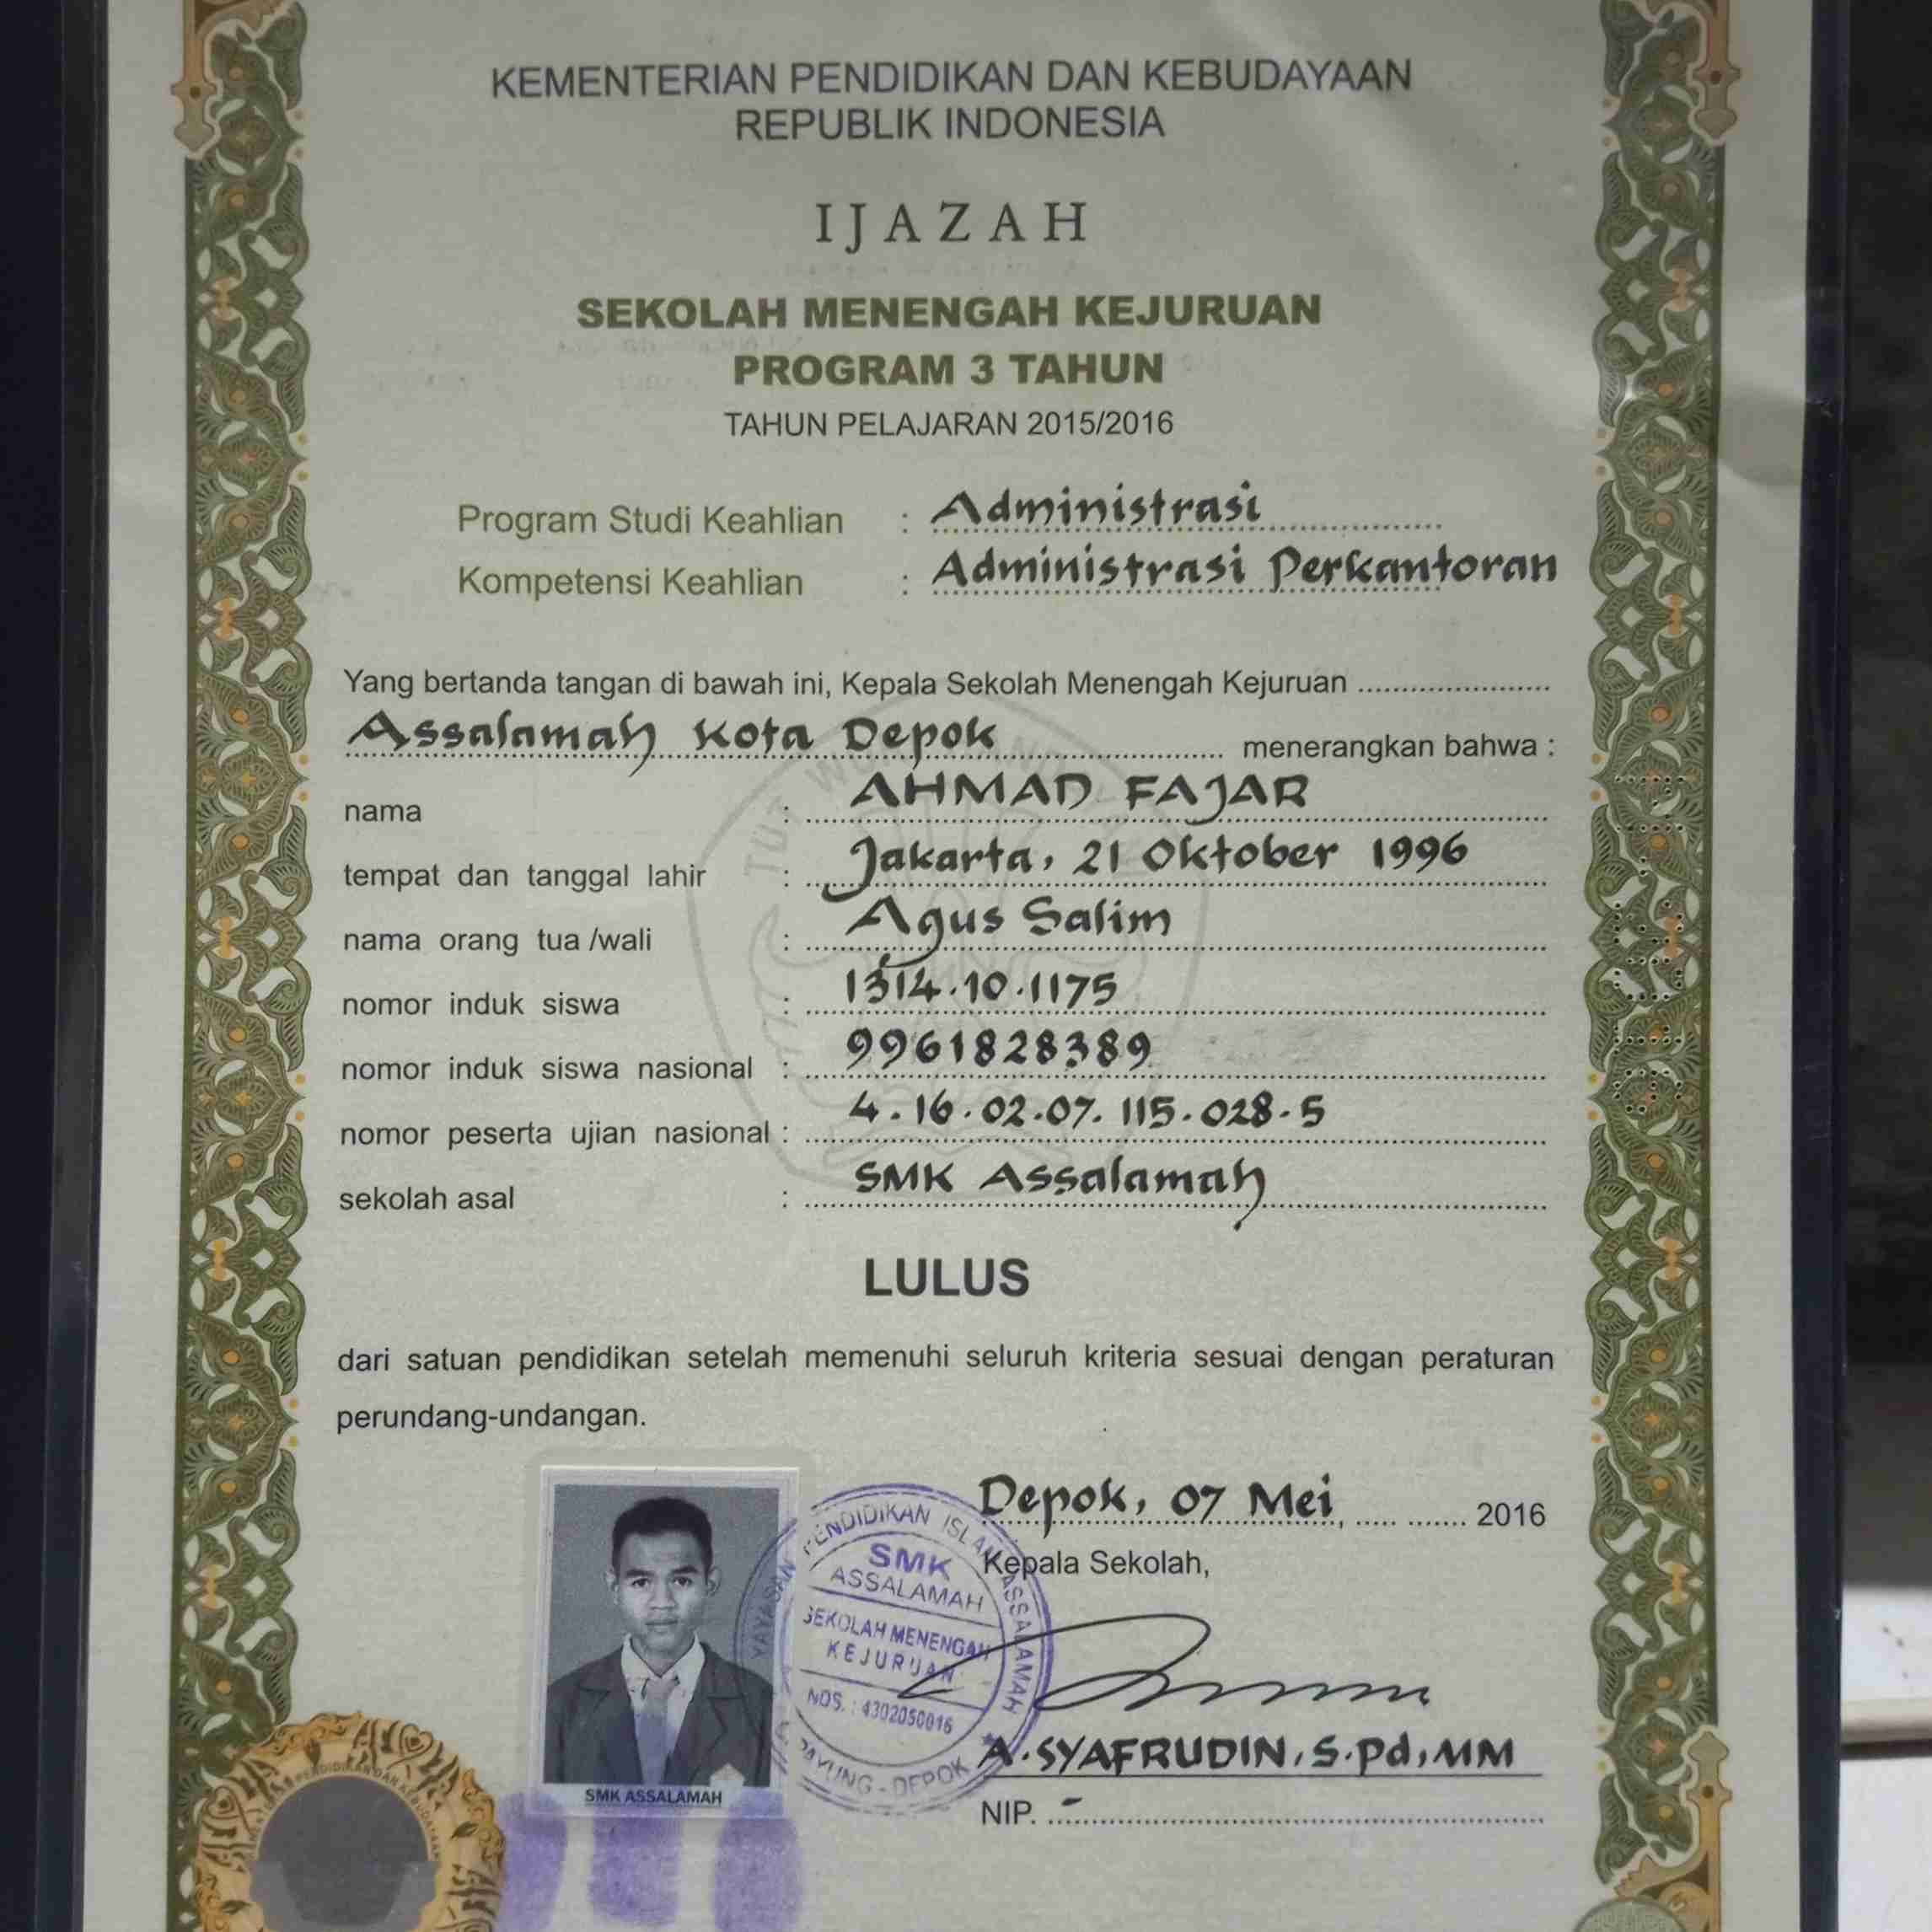 KEMENTERIAN PENDIDIKAN DAN KEBUDAYAAN
REPUBLIK INDONESIA
IJAZAH
SEKOLAH MENENGAH KEJURUAN
PROGRAM 3 TAHUN
TAHUN PELAJARAN 2015/2016
Program Studi Keahlian : Administrasi
Kompetensi Keahlian : Administrasi Perkantoran
Yang bertanda tangan di bawah ini, Kepala Sekolah Menengah Kejuruan
Assalamah Kota Depok menerangkan bahwa :
nama : AHMAD FAJAR
tempat dan tanggal lahir : Jakarta, 21 Oktober 1996
nama orang tua /wali : Agus Salim
nomor induk siswa : 1314.10.1175
nomor induk siswa nasional : 9961828389
nomor peserta ujian nasional : 4.16.02.07.115.028.5
sekolah asal : SMK Assalamah
LULUS
dari satuan pendidikan setelah memenuhi seluruh kriteria sesuai dengan peraturan
perundang-undangan.
Depok, 07 Mei, 2016
Kepala Sekolah,
YAYASAN PENDIDIKAN ISLAM ASSALAMAH
SMK
ASSALAMAH
SEKOLAH MENENGAH
KEJURUAN
NDS. : 4302050016
DEPOK
A.SYAFRUDIN, S.Pd, MM
NIP. -
SMK ASSALAMAH